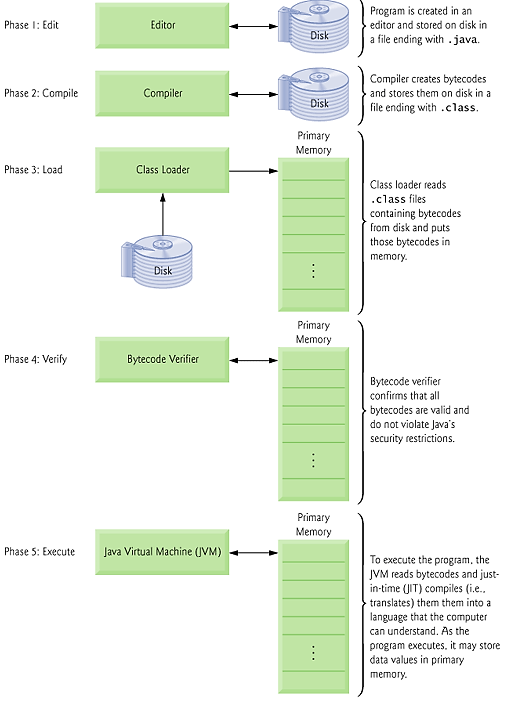 Phase 1: Edit
Editor
Disk
Program is created in an
editor and stored on disk in
a file ending with .java.
Phase 2: Compile
Compiler
Disk
Compiler creates bytecodes
and stores them on disk in a
file ending with .class.
Phase 3: Load
Class Loader
Disk
Primary
Memory
Class loader reads
.class files
containing bytecodes
from disk and puts
those bytecodes in
memory.
Phase 4: Verify
Bytecode Verifier
Primary
Memory
Bytecode verifier
confirms that all
bytecodes are valid and
do not violate Java's
security restrictions.
Phase 5: Execute
Java Virtual Machine (JVM)
Primary
Memory
To execute the program, the
JVM reads bytecodes and just-
in-time (JIT) compiles (i.e.,
translates) them them into a
language that the computer
can understand. As the
program executes, it may store
data values in primary
memory.